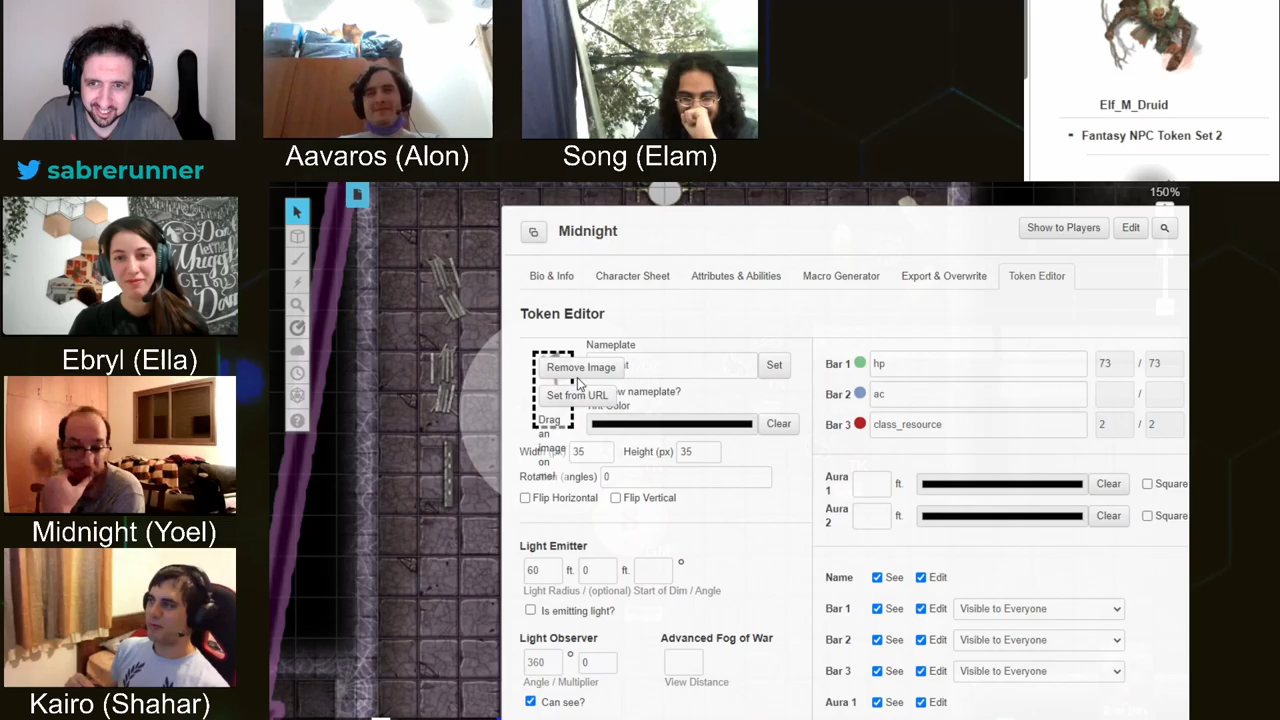 Elf_M_Druid
Fantasy NPC Token Set 2
Aavaros (Alon)
Song (Elam)
sabrerunner
Ebryl (Ella)
Midnight (Yoel)
Kairo (Shahar)
150%
Midnight
Show to Players
Edit
Bio & Info
Character Sheet
Attributes & Abilities
Macro Generator
Export & Overwrite
Token Editor
Token Editor
Nameplate
Remove Image
Set
Set from URL
nameplate?
Clear
Drag
an
image
on
Width
35
Height (px)
35
Rotation (angles)
0
Flip Horizontal
Flip Vertical
Light Emitter
60 ft. 0 ft. °
Light Radius / (optional) Start of Dim / Angle
Is emitting light?
Light Observer
360 ° 0
Angle / Multiplier
Can see?
Advanced Fog of War
View Distance
Bar 1 hp 73 / 73
Bar 2 ac /
Bar 3 class_resource 2 / 2
Aura 1 ft. Clear Square
Aura 2 ft. Clear Square
Name See Edit
Bar 1 See Edit Visible to Everyone
Bar 2 See Edit Visible to Everyone
Bar 3 See Edit Visible to Everyone
Aura 1 See Edit